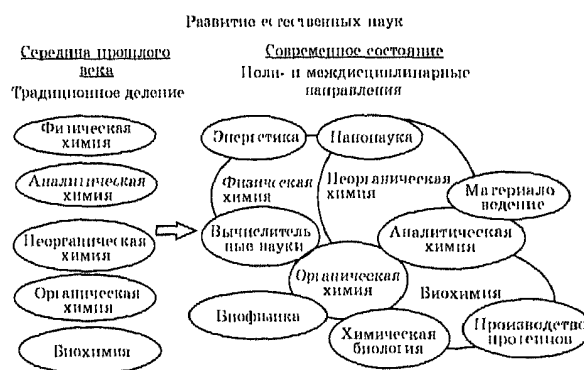 Развитие естественных наук
Середина прошлого
века
Традиционное деление
Физическая
химия
Аналитическая
химия
Неорганическая
химия
Органическая
химия
Биохимия
Современное состояние
Поли- и междисциплинарные
направления
Энергетика
Нанонаука
Физическая
химия
Неорганическая
химия
Материало
ведение
Вычислитель
ные науки
Аналитическая
химия
Органическая
химия
Биохимия
Биофизика
Химическая
биология
Производство
протеинов